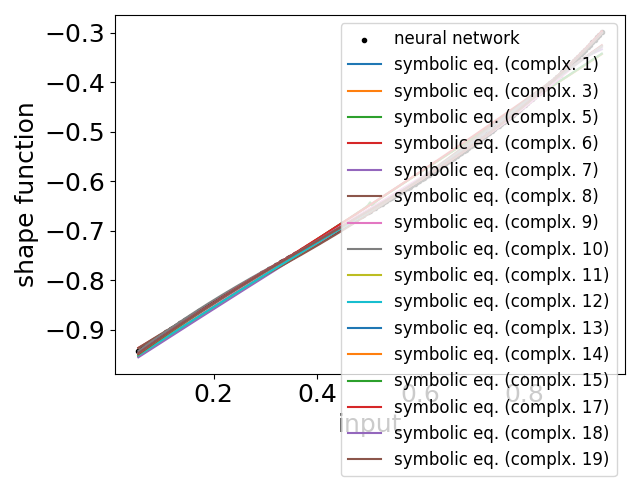 −0.3
−0.4
−0.5
−0.6
−0.7
−0.8
−0.9
shape function
0.2
0.4
0.6
0.8
input
neural network
symbolic eq. (complx. 1)
symbolic eq. (complx. 3)
symbolic eq. (complx. 5)
symbolic eq. (complx. 6)
symbolic eq. (complx. 7)
symbolic eq. (complx. 8)
symbolic eq. (complx. 9)
symbolic eq. (complx. 10)
symbolic eq. (complx. 11)
symbolic eq. (complx. 12)
symbolic eq. (complx. 13)
symbolic eq. (complx. 14)
symbolic eq. (complx. 15)
symbolic eq. (complx. 17)
symbolic eq. (complx. 18)
symbolic eq. (complx. 19)